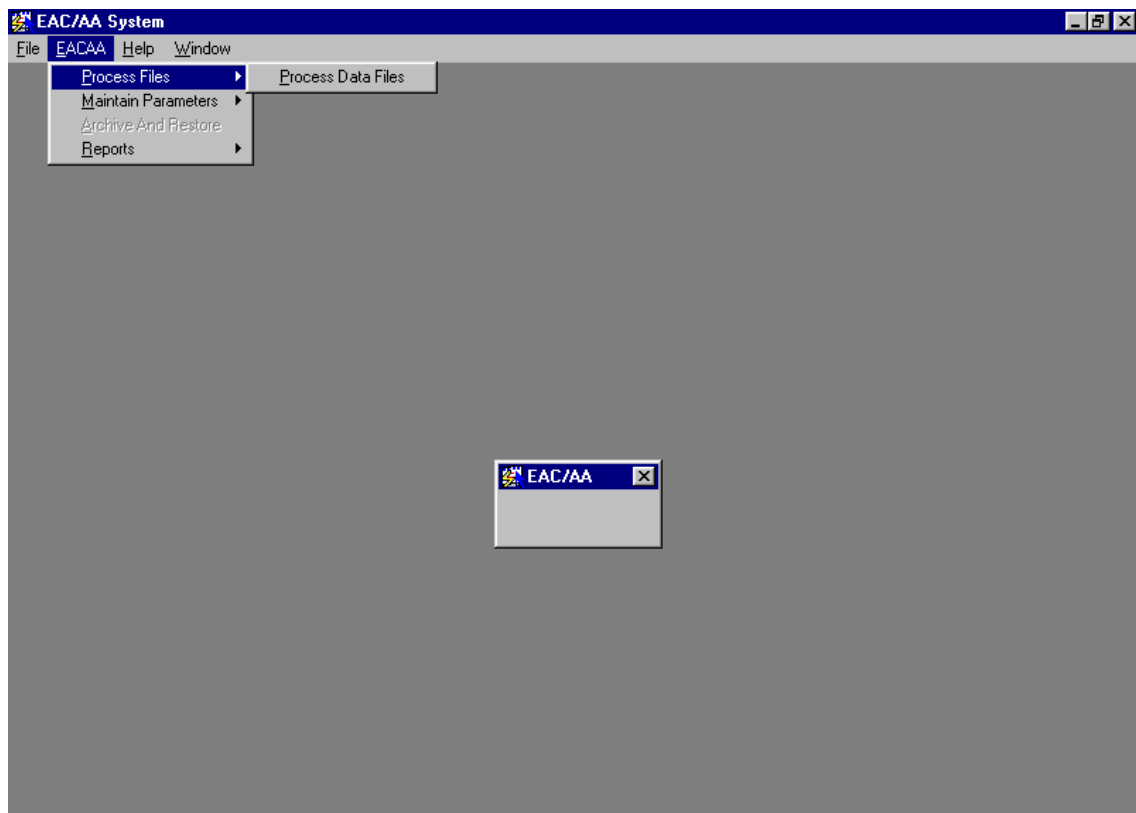 EAC/AA System
File EACAA Help Window
Process Files Process Data Files
Maintain Parameters
Archive And Restore
Reports
EAC/AA